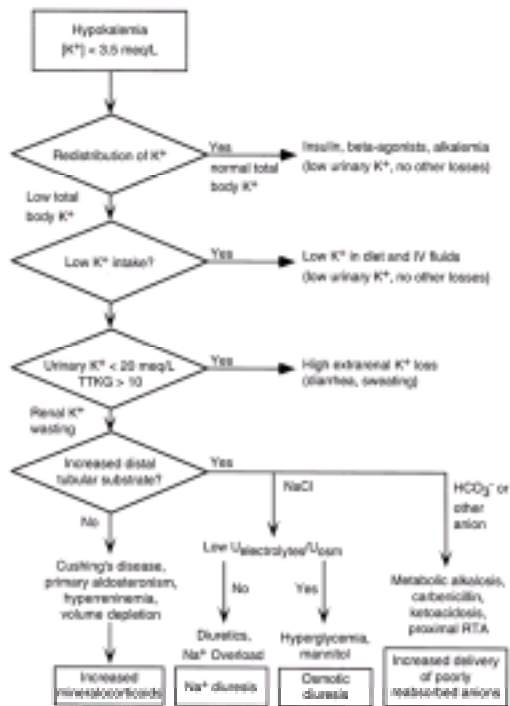 Hypokalemia
[K+] < 3.5 meq/L
Redistribution of K+
Yes
normal total
body K+
Insulin, beta-agonists, alkalemia
(low urinary K+, no other losses)
Low total
body K+
Low K+ intake?
Yes
Low K+ in diet and IV fluids
(low urinary K+, no other losses)
Urinary K+ < 20 meq/L
TTKG > 10
Yes
High extrarenal K+ loss
(diarrhea, sweating)
Renal K+
wasting
Increased distal
tubular substrate?
Yes
NaCl
HCO3- or
other
anion
No
Low Uelectrolytes/Uosm
Cushing's disease,
primary aldosteronism,
hyperreninemia,
volume depletion
No
Yes
Metabolic alkalosis,
carbenicillin,
ketoacidosis,
proximal RTA
Diuretics,
Na+ Overload
Hyperglycemia,
mannitol
Increased
mineralocorticoids
Na+ diuresis
Osmotic
diuresis
Increased delivery
of poorly
reabsorbed anions